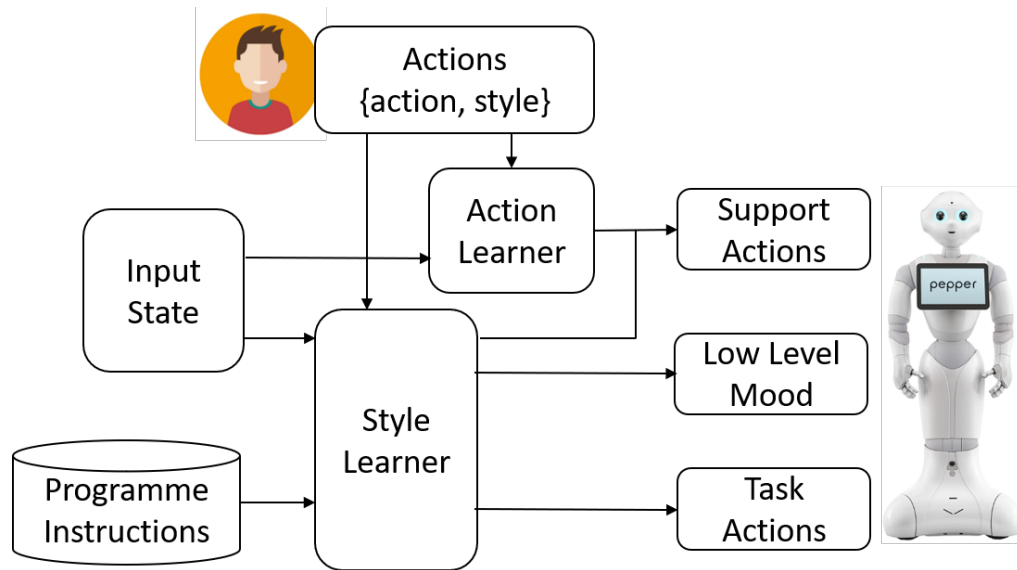 Actions
{action, style}
Action
Learner
Support
Actions
Input
State
pepper
Low Level
Mood
Style
Learner
Programme
Instructions
Task
Actions